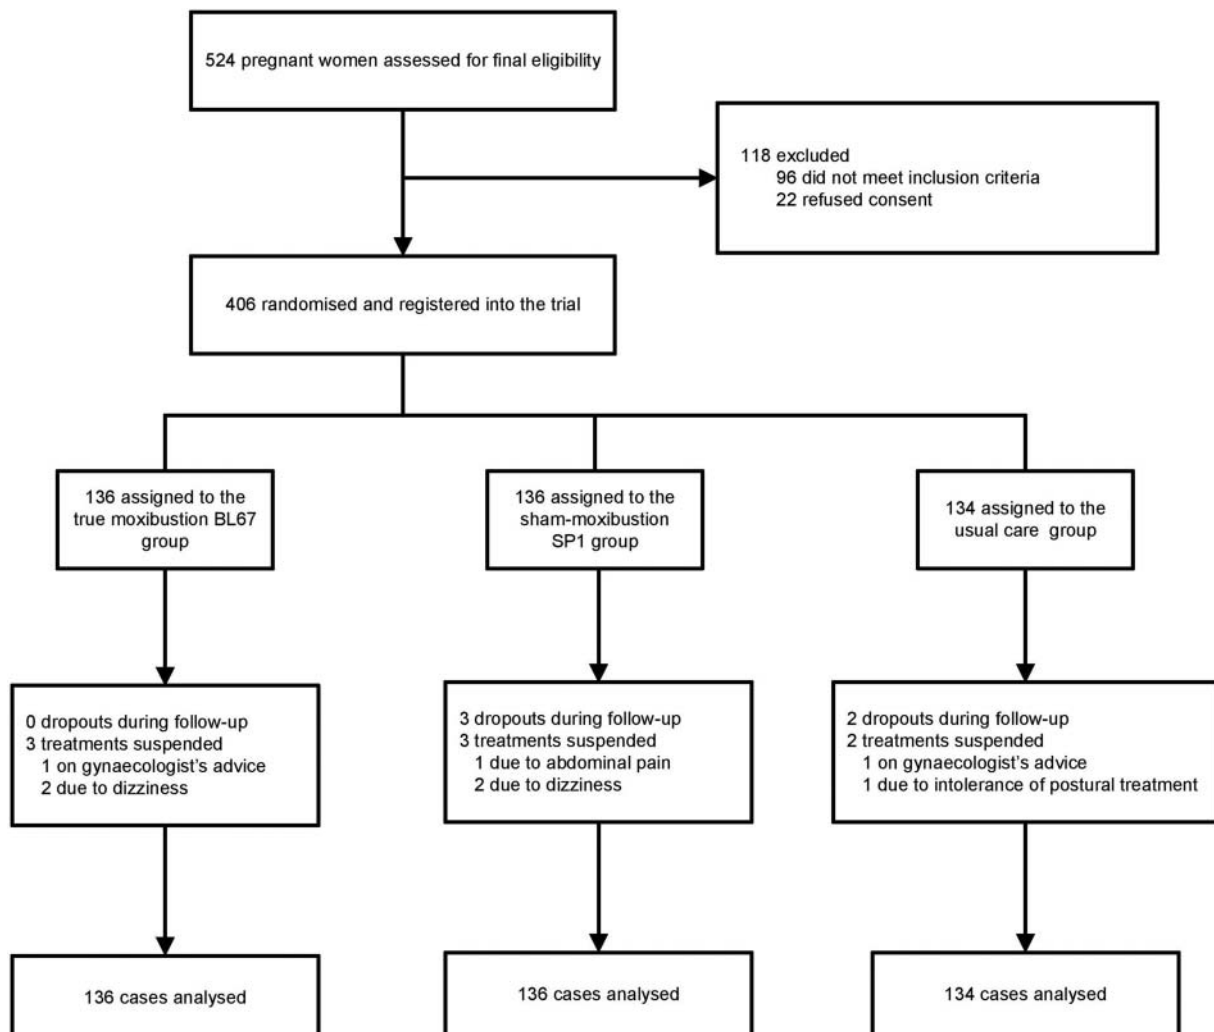 524 pregnant women assessed for final eligibility
118 excluded
96 did not meet inclusion criteria
22 refused consent
406 randomised and registered into the trial
136 assigned to the
true moxibustion BL67
group
136 assigned to the
sham-moxibustion
SP1 group
134 assigned to the
usual care group
0 dropouts during follow-up
3 treatments suspended
1 on gynaecologist's advice
2 due to dizziness
3 dropouts during follow-up
3 treatments suspended
1 due to abdominal pain
2 due to dizziness
2 dropouts during follow-up
2 treatments suspended
1 on gynaecologist's advice
1 due to intolerance of postural treatment
136 cases analysed
136 cases analysed
134 cases analysed